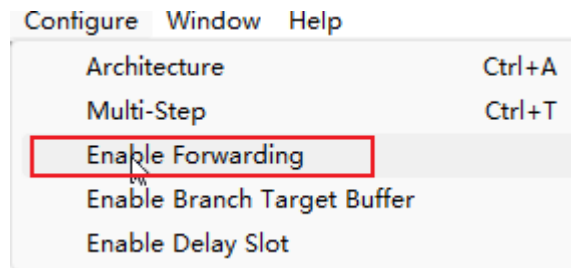 Configure Window Help
Architecture Ctrl+A
Multi-Step Ctrl+T
Enable Forwarding
Enable Branch Target Buffer
Enable Delay Slot